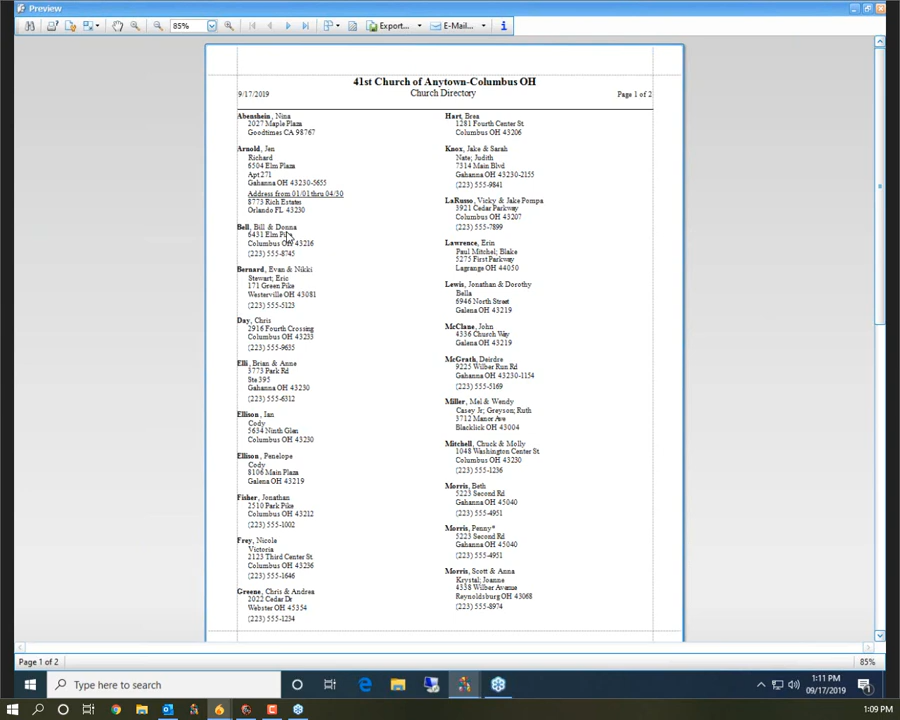 Preview
85%
Export...
E-Mail...
41st Church of Anytown-Columbus OH
Church Directory
9/17/2019
Page 1 of 2
Abenshein, Nina
2027 Maple Plaza
Goodtimes CA 98767
Arnold, Jen
Richard
6504 Elm Plaza
Apt 271
Gahanna OH 43230-5655
Address from 01/01 thru 04/30
8773 Rich Estates
Orlando FL 43230
Bell, Bill & Donna
6431 Elm Pike
Columbus OH 43216
(223) 555-8745
Bernard, Evan & Nikki
Stewart; Eric
171 Green Pike
Westerville OH 43081
(223) 555-5123
Day, Chris
2916 Fourth Crossing
Columbus OH 43233
(223) 555-9635
Elli, Brian & Anne
3773 Park Rd
Ste 395
Gahanna OH 43230
(223) 555-6312
Ellison, Ian
Cody
5634 Ninth Glen
Columbus OH 43230
Ellison, Penelope
Cody
8106 Main Plaza
Galena OH 43219
Fisher, Jonathan
2510 Park Pike
Columbus OH 43212
(223) 555-1002
Frey, Nicola
Victoria
2123 Third Center St.
Columbus OH 43236
(223) 555-1646
Greene, Chris & Andrea
2022 Cedar Dr
Webster OH 45354
(223) 555-1234
Hart, Brea
1281 Fourth Center St.
Columbus OH 43206
Knox, Jake & Sarah
Nate; Judith
7314 Main Blvd
Gahanna OH 43230-2155
(223) 555-9841
LaRusso, Vicky & Jake Pompa
3921 Cedar Parkway
Columbus OH 43207
(223) 555-7899
Lawrence, Erin
Paul Mitchel; Blake
5275 First Parkway
Lagrange OH 44050
Lewis, Jonathan & Dorothy
Bella
6946 North Street
Galena OH 43219
McClane, John
4336 Church Way
Galena OH 43219
McGrath, Deirdre
9225 Wilber Run Rd
Gahanna OH 43230-1154
(223) 555-5169
Miller, Mel & Wendy
Casey Jr; Greyson; Ruth
3712 Manor Ave
Blacklick OH 43004
Mitchell, Chuck & Molly
1048 Washington Center St.
Columbus OH 43230
(223) 555-1236
Morris, Beth
5223 Second Rd
Gahanna OH 45040
(223) 555-4951
Morris, Penny*
5223 Second Rd
Gahanna OH 45040
(223) 555-4951
Morris, Scott & Anna
Krystal; Joanne
4338 Wilber Avenue
Reynoldsburg OH 43068
(223) 555-8974
Page 1 of 2
85%
Type here to search
1:11 PM
09/17/2019
1
1:09 PM